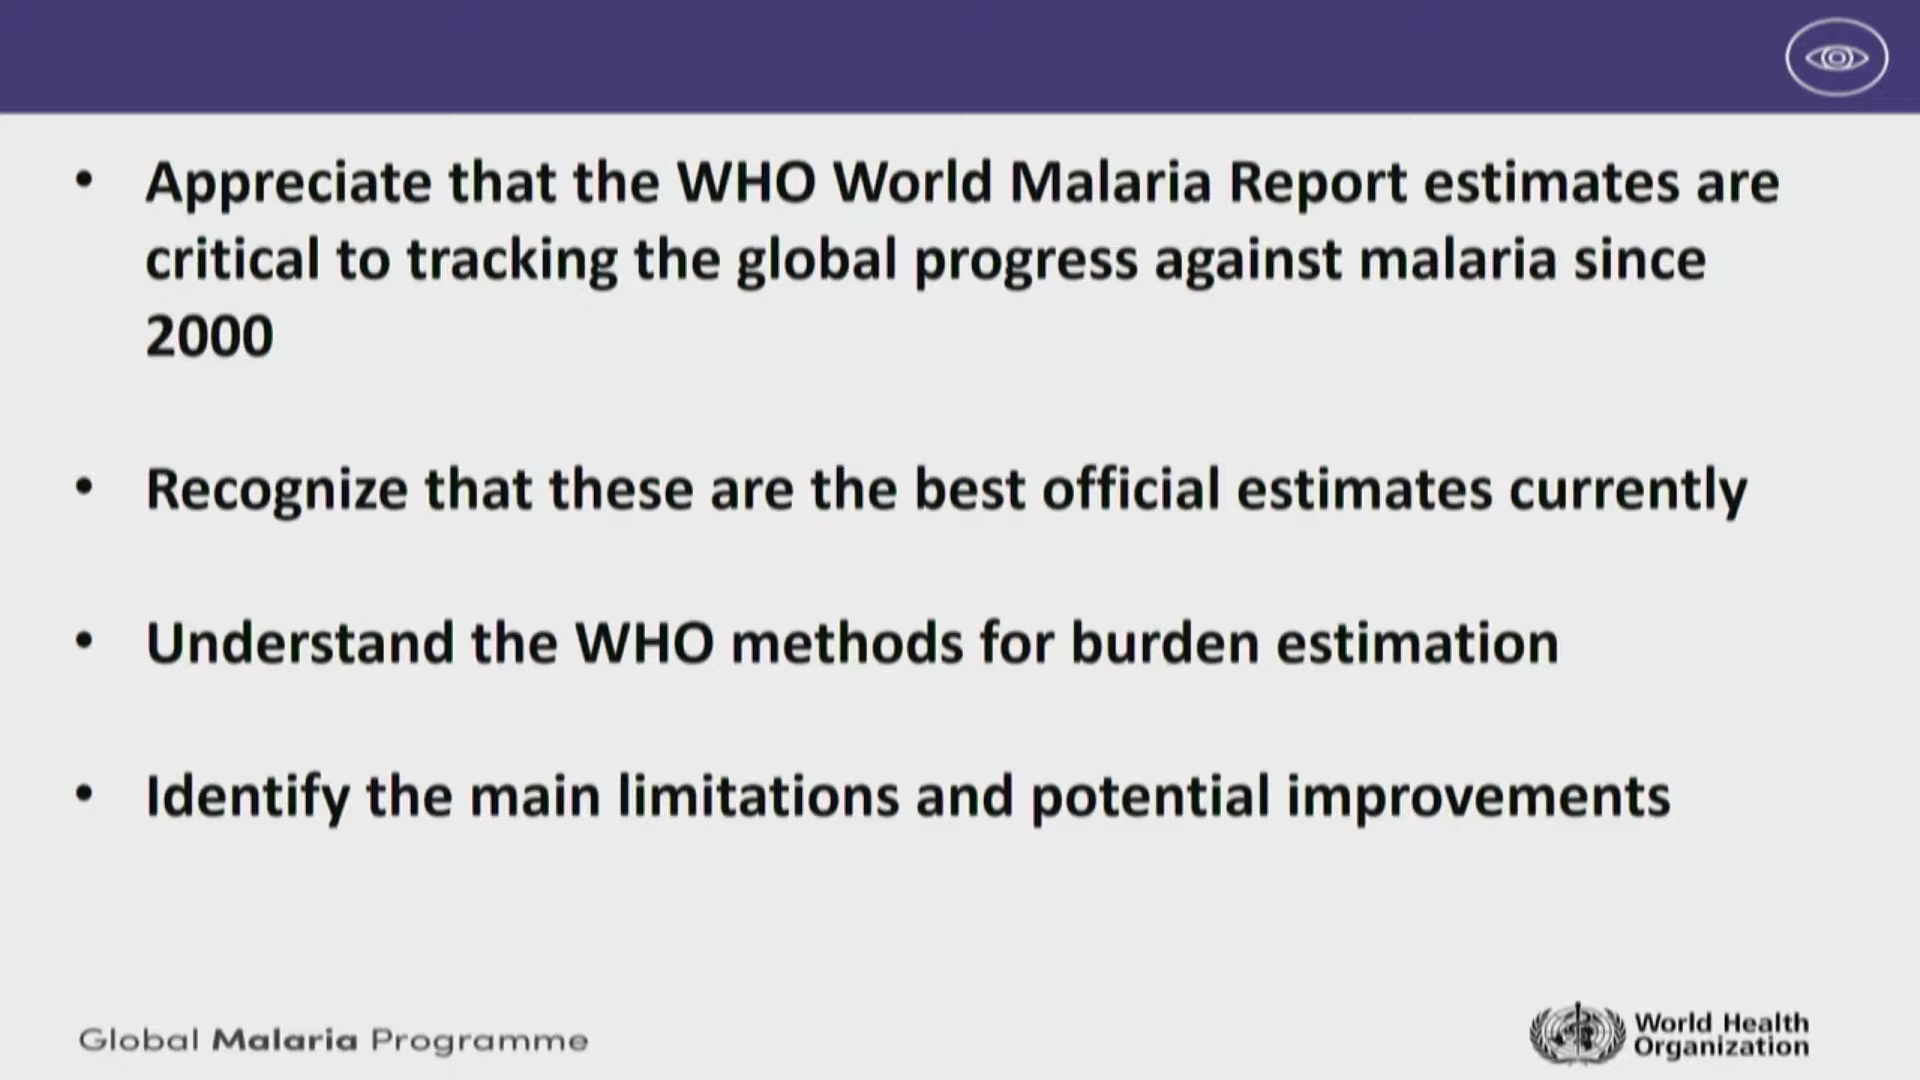 • Appreciate that the WHO World Malaria Report estimates are
critical to tracking the global progress against malaria since
2000
• Recognize that these are the best official estimates currently
• Understand the WHO methods for burden estimation
• Identify the main limitations and potential improvements
Global Malaria Programme
World Health
Organization